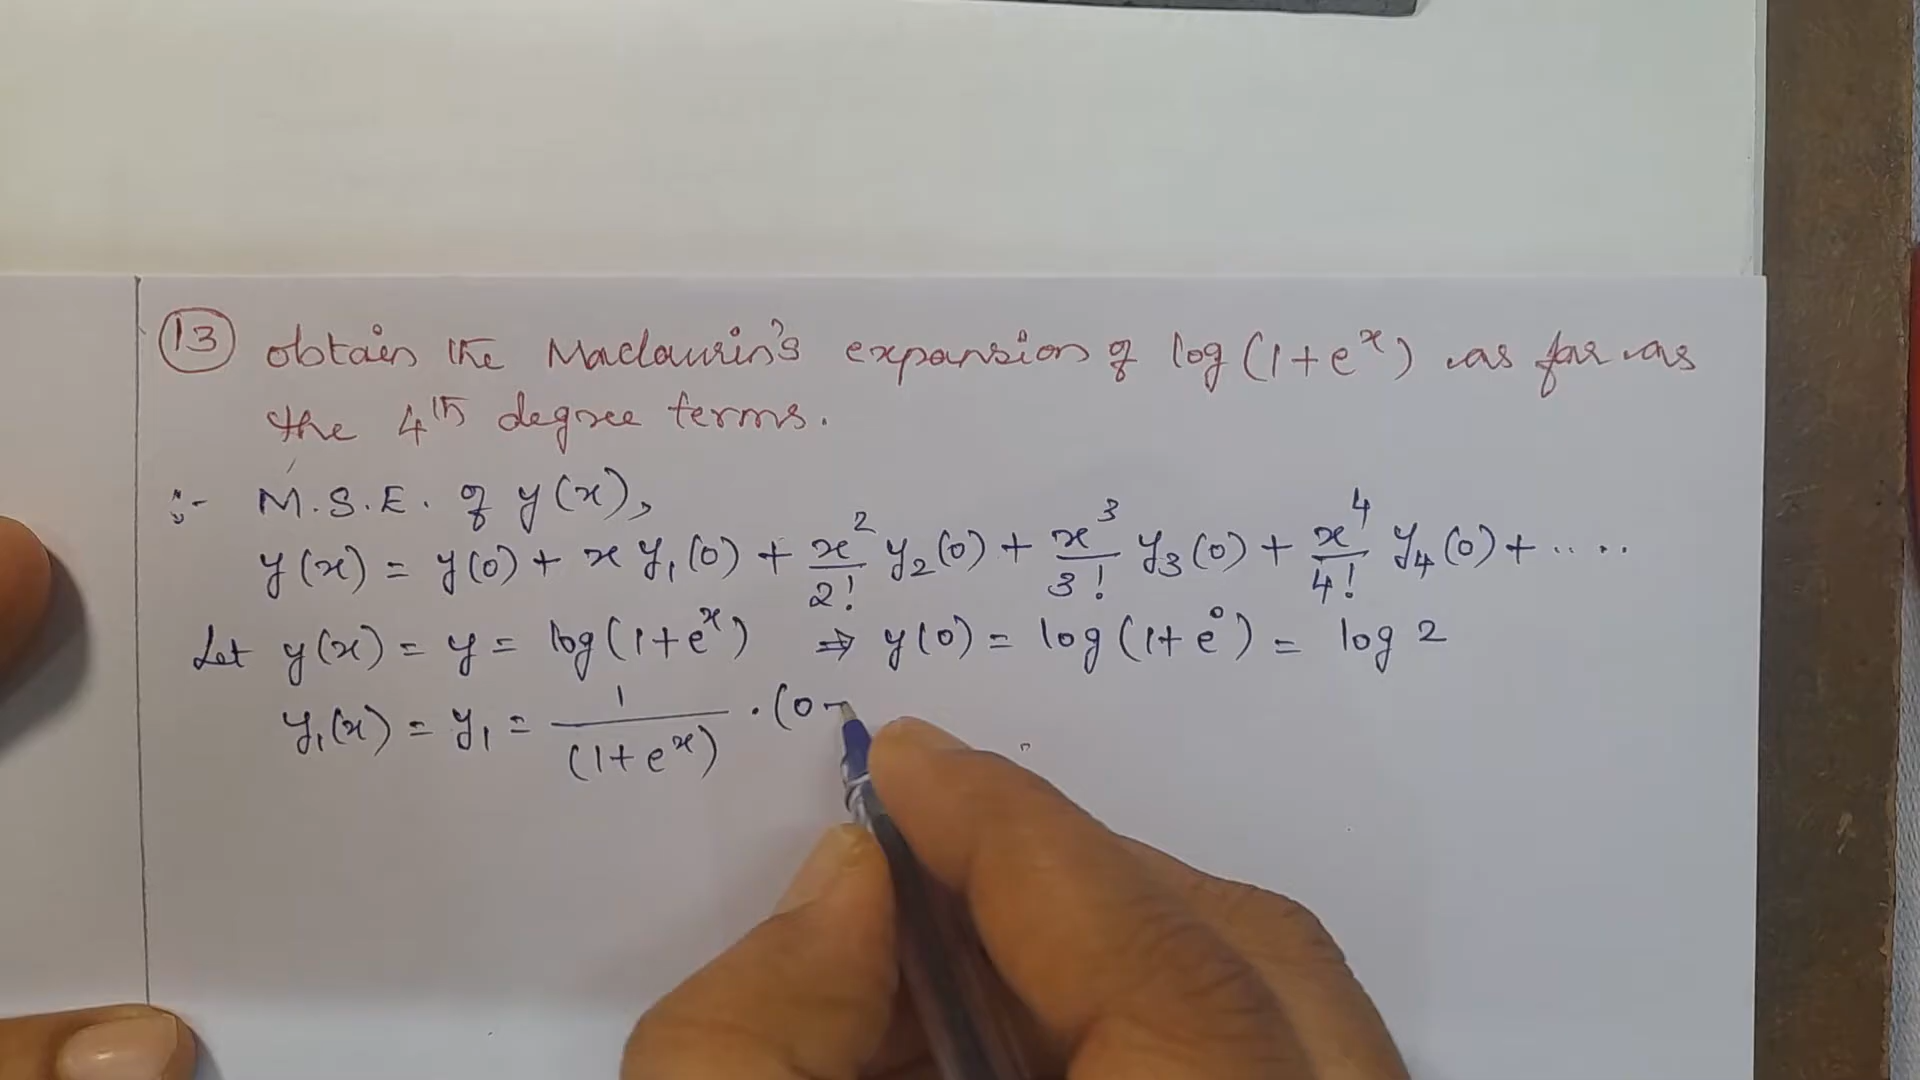 13 obtain the Maclaurin's expansion of log(1+e^x) as far as
the 4th degree terms.
:- M.S.E. of y(x),
y(x) = y(0) + x y₁(0) + x²/2! y₂(0) + x³/3! y₃(0) + x⁴/4! y₄(0) + ....
Let y(x) = y = log(1+e^x) ⇒ y(0) = log(1+e⁰) = log 2
y₁(x) = y₁ = 1/(1+e^x) · (0